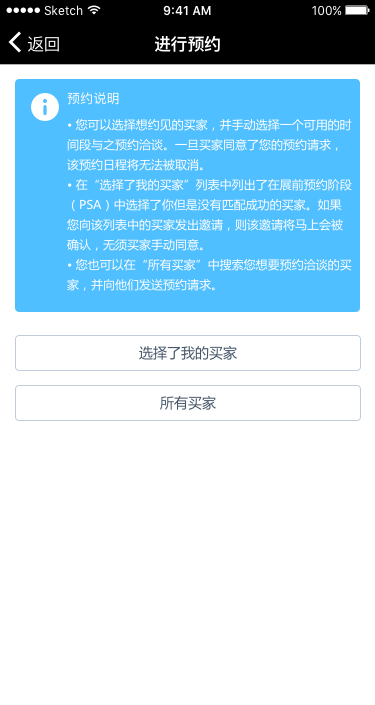 Sketch 9:41 AM 100%
返回 进行预约
预约说明
• 您可以选择想约见的买家，并手动选择一个可用的时
间段与之预约洽谈。一旦买家同意了您的预约请求，
该预约日程将无法被取消。
• 在“选择了我的买家”列表中列出了在展前预约阶段
（PSA）中选择了你但是没有匹配成功的买家。如果
您向该列表中的买家发出邀请，则该邀请将马上会被
确认，无须买家手动同意。
• 您也可以在“所有买家”中搜索您想要预约洽谈的买
家，并向他们发送预约请求。
选择了我的买家
所有买家